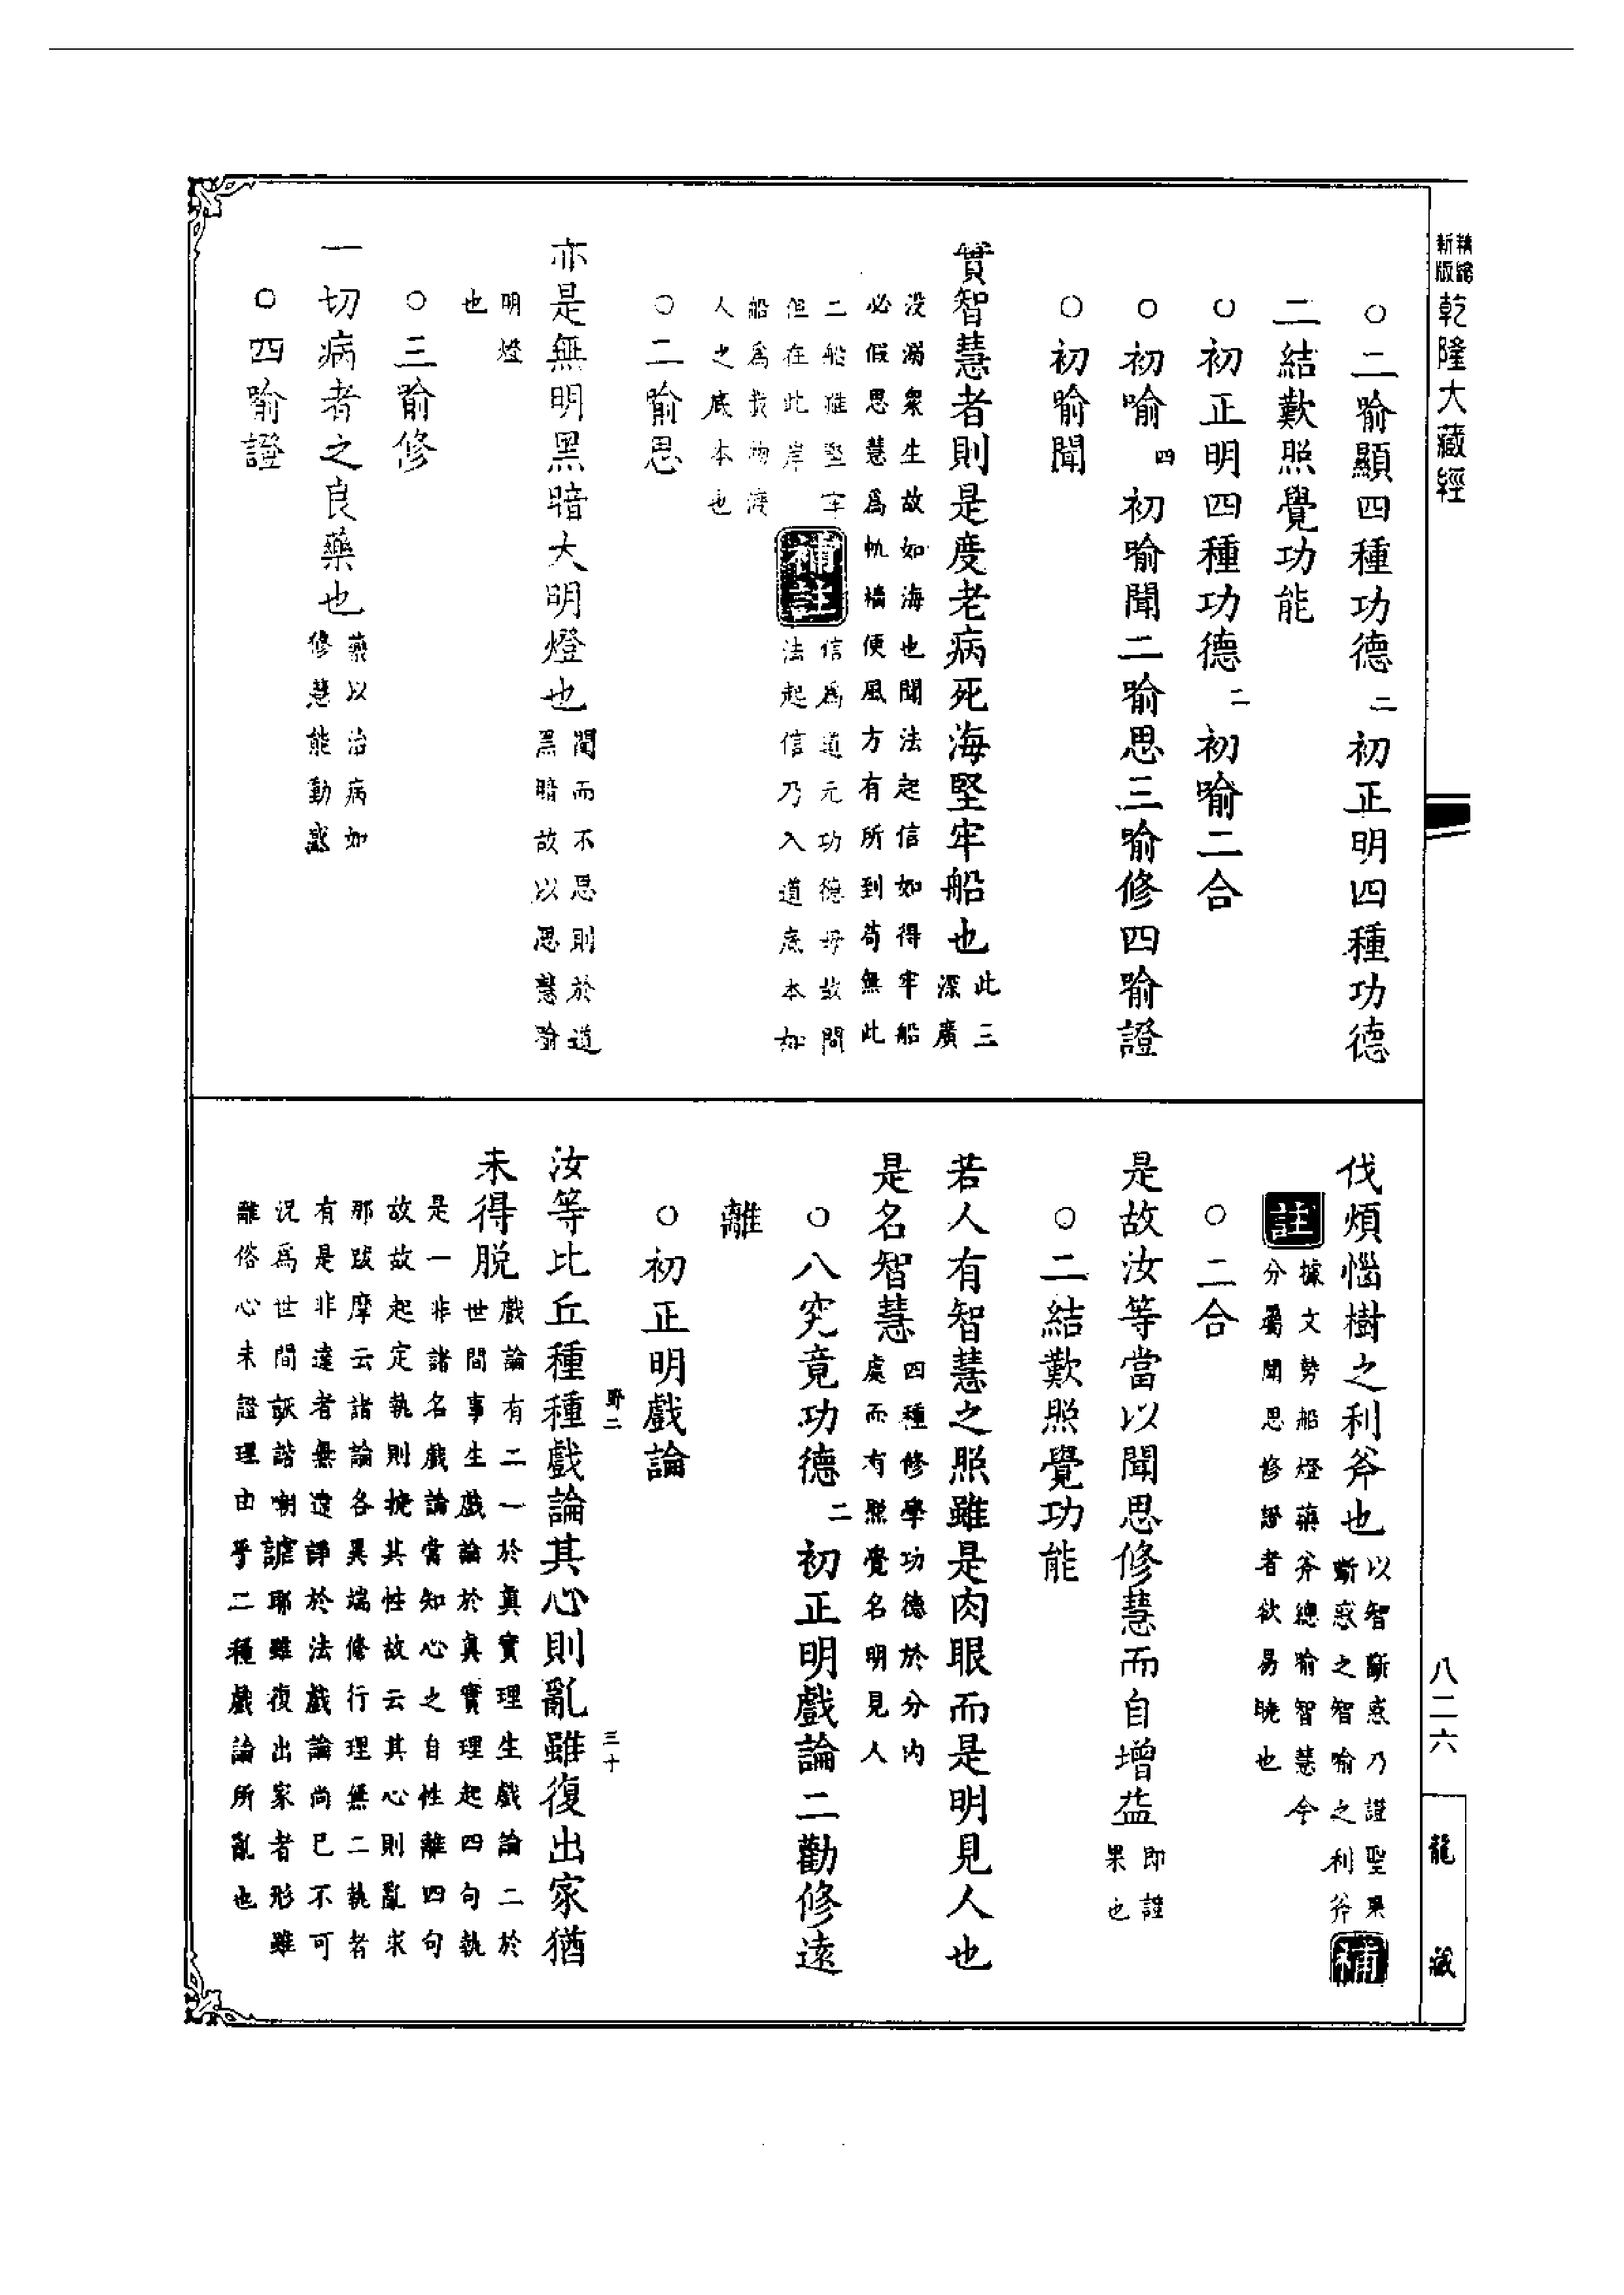 新版 精縮 乾隆大藏經
○二喻顯四種功德二初正明四種功德
二結歎照覺功能
○初正明四種功德二初喻二合
○初喻四初喻聞二喻思三喻修四喻證
○初喻聞
實智慧者則是度老病死海堅牢船也此三
深廣
沒溺衆生故如海也聞法起信如得牢船
必假思慧爲帆檣便風方有所到苟無此
二船雖堅牢
但在此岸
補註
信爲道元功德母故聞
法起信乃入道底本如
船爲我物渡
人之底本也
○二喻思
亦是無明黑暗大明燈也聞而不思則於道
黑暗故以思慧喻
明燈
也
○三喻修
一切病者之良藥也藥以治病如
修慧能勤惑
○四喻證
伐煩惱樹之利斧也以智斷惑乃證聖果
斬惑之智喻之利斧
補
註
據文勢船燈藥斧總喻智慧今
分屬聞思修證者欲易曉也
○二合
是故汝等當以聞思修慧而自增益即證
果也
○二結歎照覺功能
若人有智慧之照雖是肉眼而是明見人也
是名智慧四種修學功德於分內
處而有照覺名明見人
○八究竟功德二初正明戲論二勸修遠
離
○初正明戲論
野二
三十
汝等比丘種種戲論其心則亂雖復出家猶
未得脫戲論有二一於真實理生戲論二於
世間事生戲論於真實理起四句執
是一非諸名戲論當知心之自性離四句
故故起定執則撓其性故云其心則亂求
那跋摩云諸論各異端修行理無二執者
有是非達者無違諍於法戲論尚已不可
況爲世間詼諧嘲謔耶雖復出家者形雖
離俗心未證理由乎二種戲論所亂也
八二六
龍藏